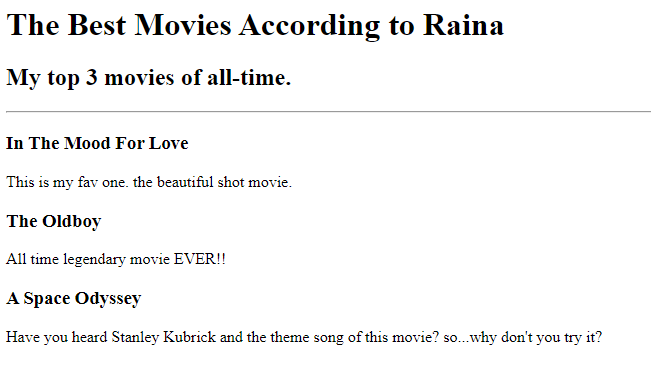 The Best Movies According to Raina
My top 3 movies of all-time.
In The Mood For Love
This is my fav one. the beautiful shot movie.
The Oldboy
All time legendary movie EVER!!
A Space Odyssey
Have you heard Stanley Kubrick and the theme song of this movie? so...why don't you try it?